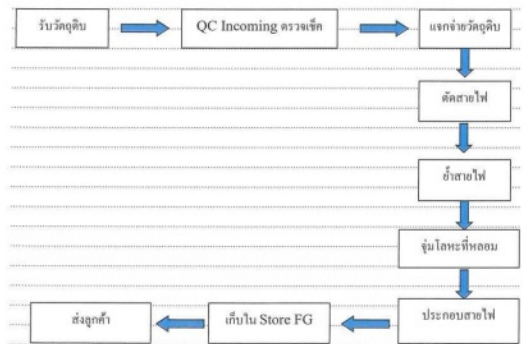 รับวัตถุดิบ
QC Incoming ตรวจเช็ค
แจกจ่ายวัตถุดิบ
ตัดสายไฟ
ย้ำสายไฟ
จุ่มโลหะที่หลอม
ประกอบสายไฟ
เก็บใน Store FG
ส่งลูกค้า